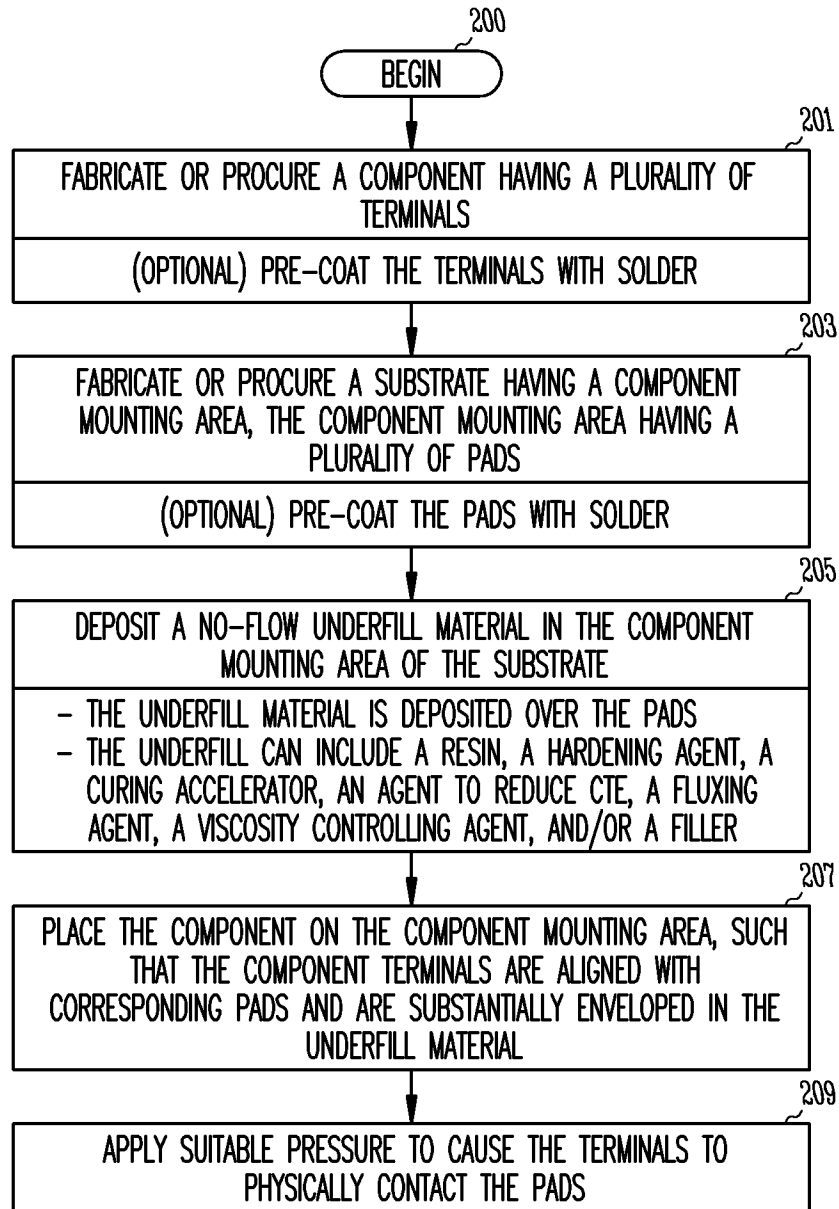 200
BEGIN
201
FABRICATE OR PROCURE A COMPONENT HAVING A PLURALITY OF
TERMINALS
(OPTIONAL) PRE-COAT THE TERMINALS WITH SOLDER
203
FABRICATE OR PROCURE A SUBSTRATE HAVING A COMPONENT
MOUNTING AREA, THE COMPONENT MOUNTING AREA HAVING A
PLURALITY OF PADS
(OPTIONAL) PRE-COAT THE PADS WITH SOLDER
205
DEPOSIT A NO-FLOW UNDERFILL MATERIAL IN THE COMPONENT
MOUNTING AREA OF THE SUBSTRATE
- THE UNDERFILL MATERIAL IS DEPOSITED OVER THE PADS
- THE UNDERFILL CAN INCLUDE A RESIN, A HARDENING AGENT, A
CURING ACCELERATOR, AN AGENT TO REDUCE CTE, A FLUXING
AGENT, A VISCOSITY CONTROLLING AGENT, AND/OR A FILLER
207
PLACE THE COMPONENT ON THE COMPONENT MOUNTING AREA, SUCH
THAT THE COMPONENT TERMINALS ARE ALIGNED WITH
CORRESPONDING PADS AND ARE SUBSTANTIALLY ENVELOPED IN THE
UNDERFILL MATERIAL
209
APPLY SUITABLE PRESSURE TO CAUSE THE TERMINALS TO
PHYSICALLY CONTACT THE PADS